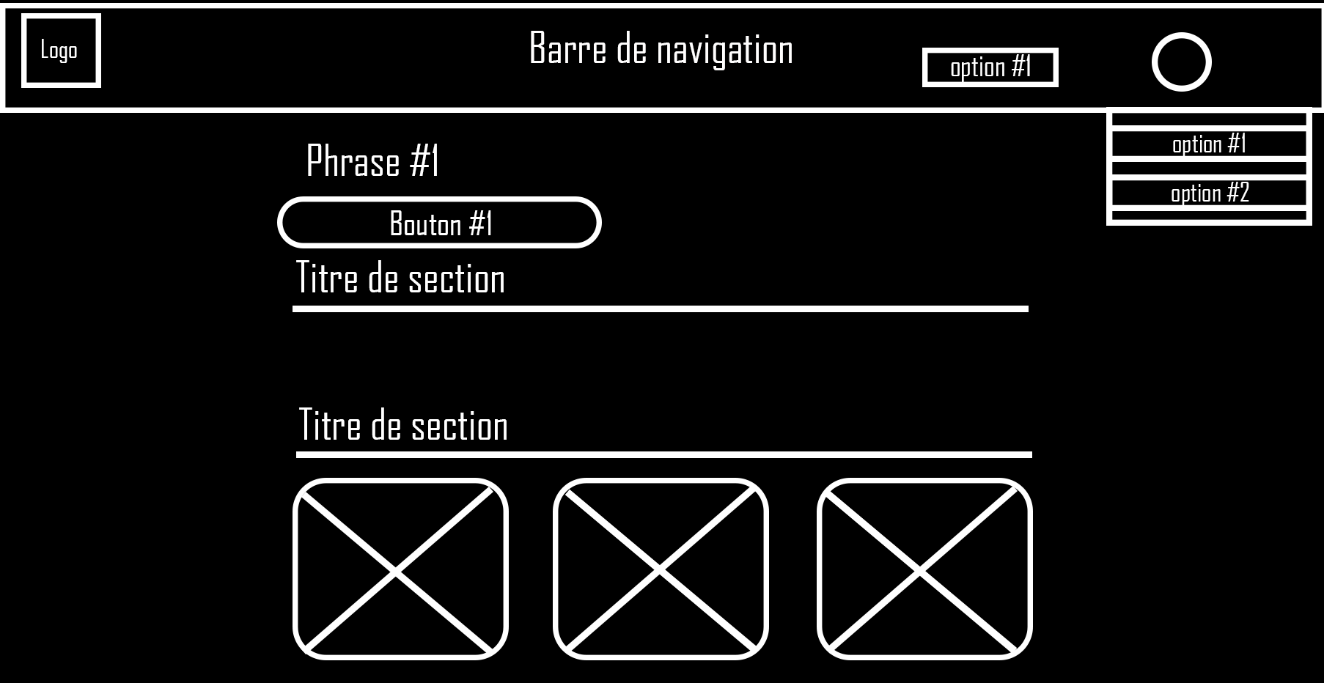 Logo
Barre de navigation
option #1
option #1
option #2
Phrase #1
Bouton #1
Titre de section
Titre de section